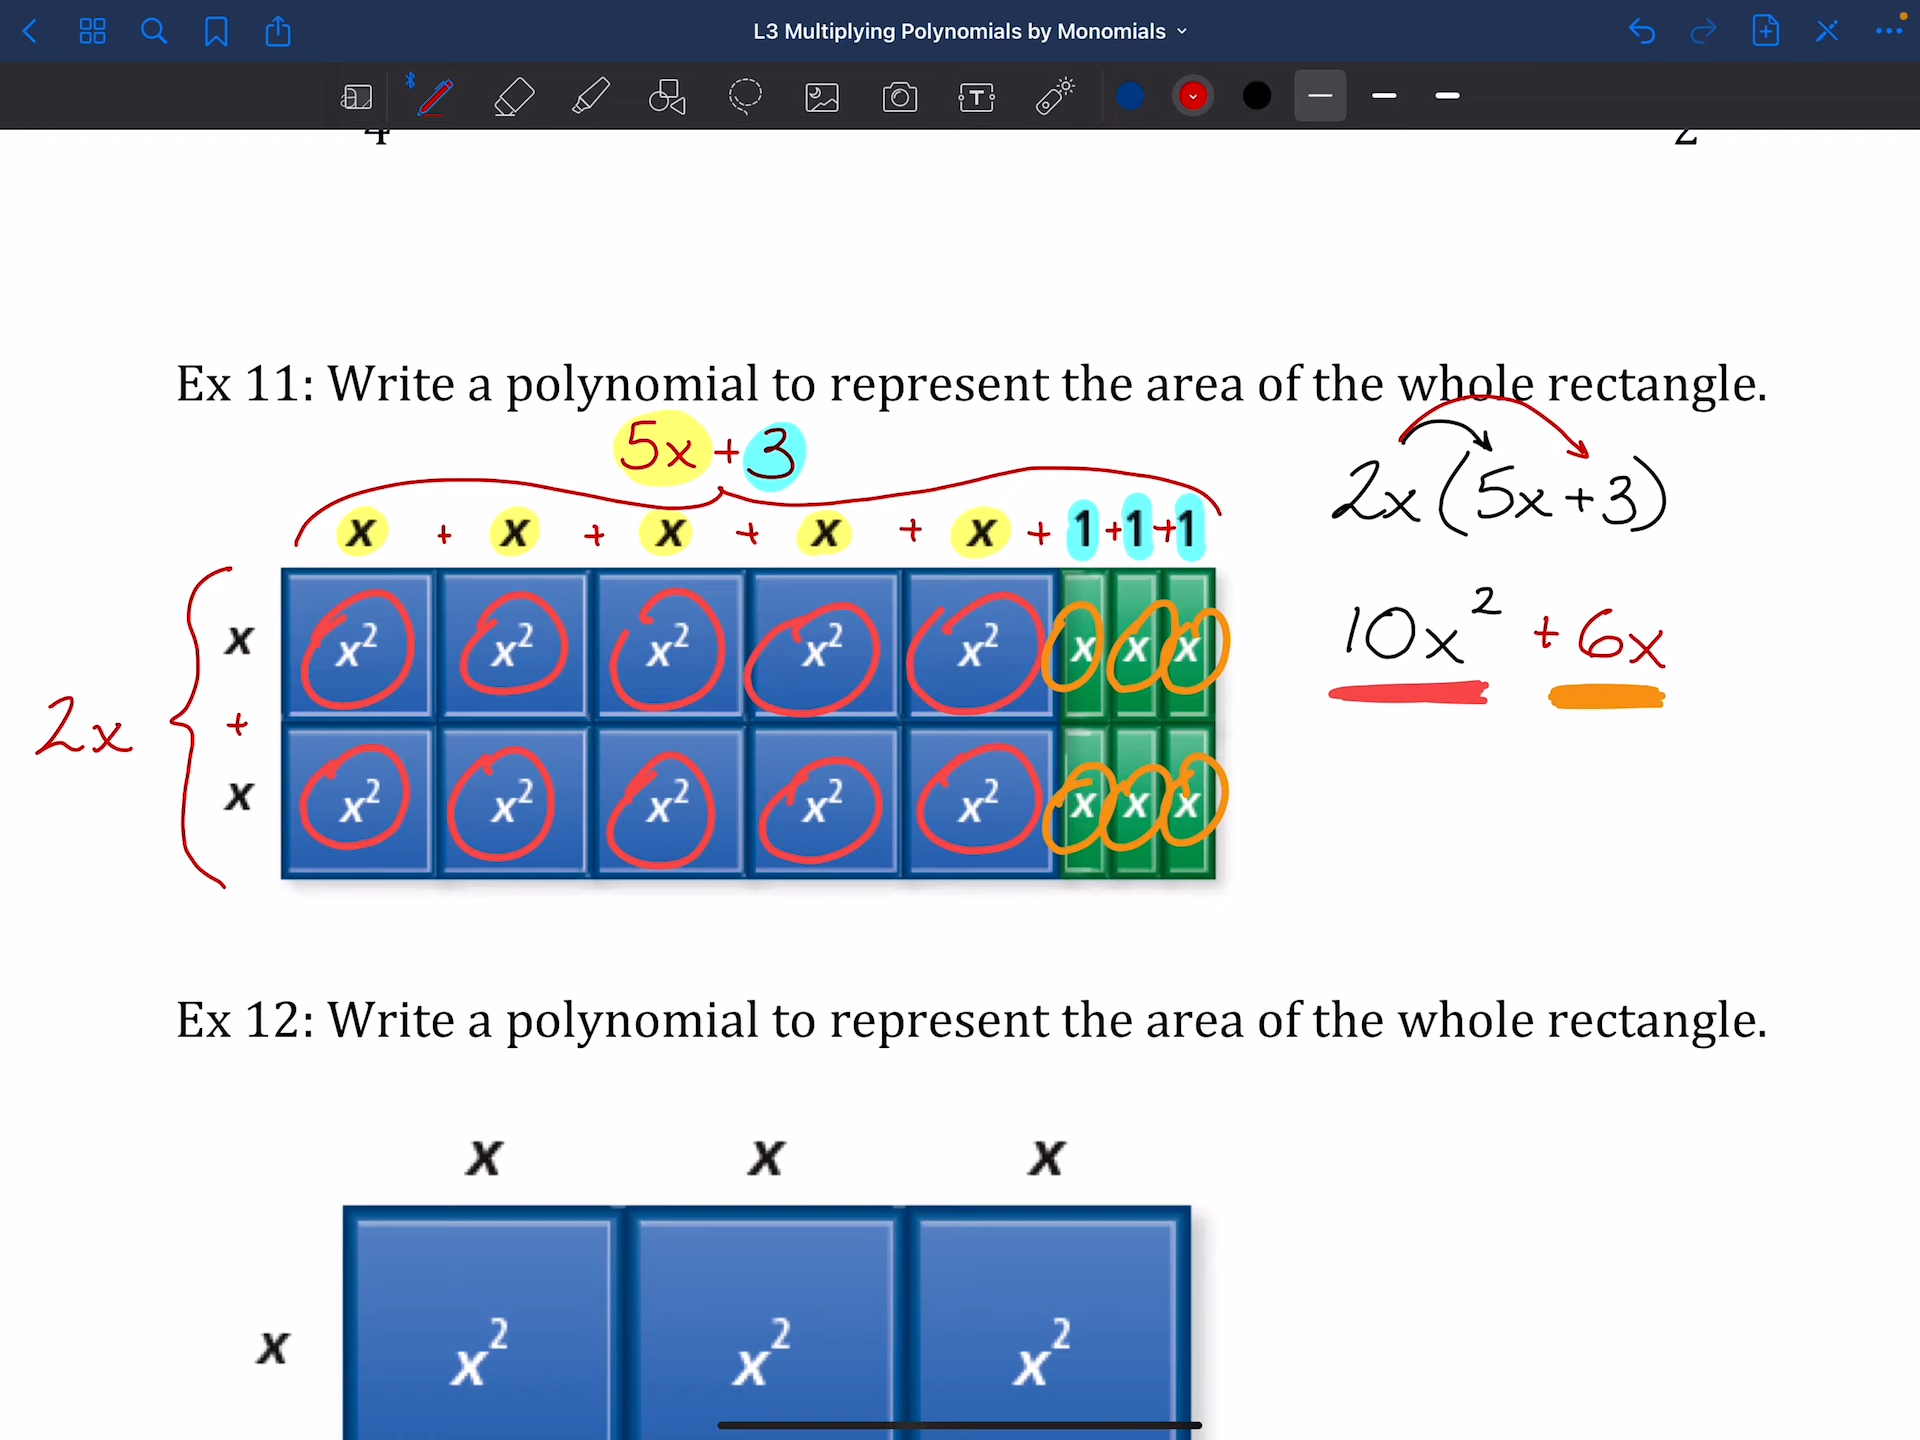 L3 Multiplying Polynomials by Monomials
4 2
Ex 11: Write a polynomial to represent the area of the whole rectangle.
5x + 3
x + x + x + x + x + 1 + 1 + 1
2x(5x + 3)
x x² x² x² x² x² x x x
10x² + 6x
2x +
x x² x² x² x² x² x x x
Ex 12: Write a polynomial to represent the area of the whole rectangle.
x x x
x x² x² x²